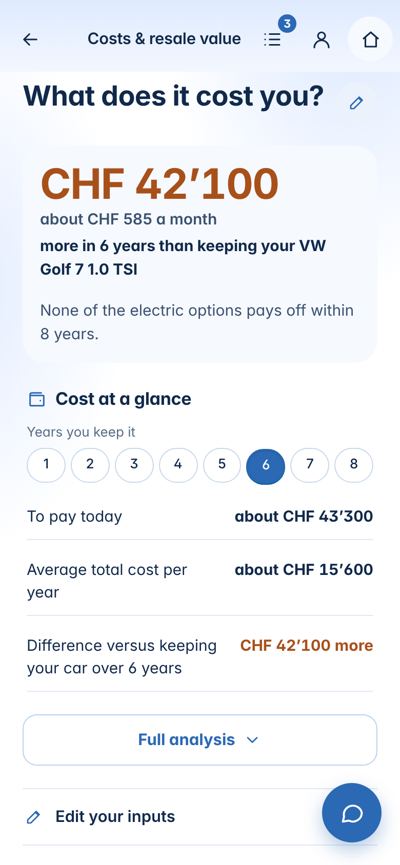 3
Costs & resale value
What does it cost you?
CHF 42’100
about CHF 585 a month
more in 6 years than keeping your VW
Golf 7 1.0 TSI
None of the electric options pays off within
8 years.
Cost at a glance
Years you keep it
1 2 3 4 5 6 7 8
To pay today about CHF 43’300
Average total cost per about CHF 15’600
year
Difference versus keeping CHF 42’100 more
your car over 6 years
Full analysis
Edit your inputs